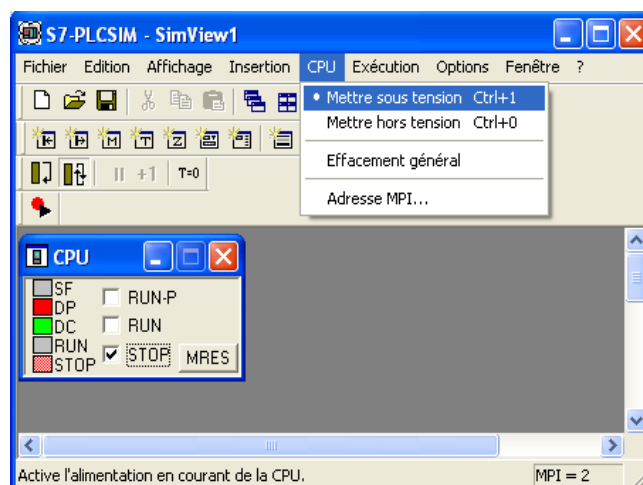 S7-PLCSIM - SimView1
Fichier Edition Affichage Insertion CPU Exécution Options Fenêtre ?
Mettre sous tension Ctrl+1
Mettre hors tension Ctrl+0
Effacement général
Adresse MPI...
+1 T=0
CPU
SF
DP
DC
RUN
STOP
RUN-P
RUN
STOP MRES
Active l'alimentation en courant de la CPU. MPI = 2